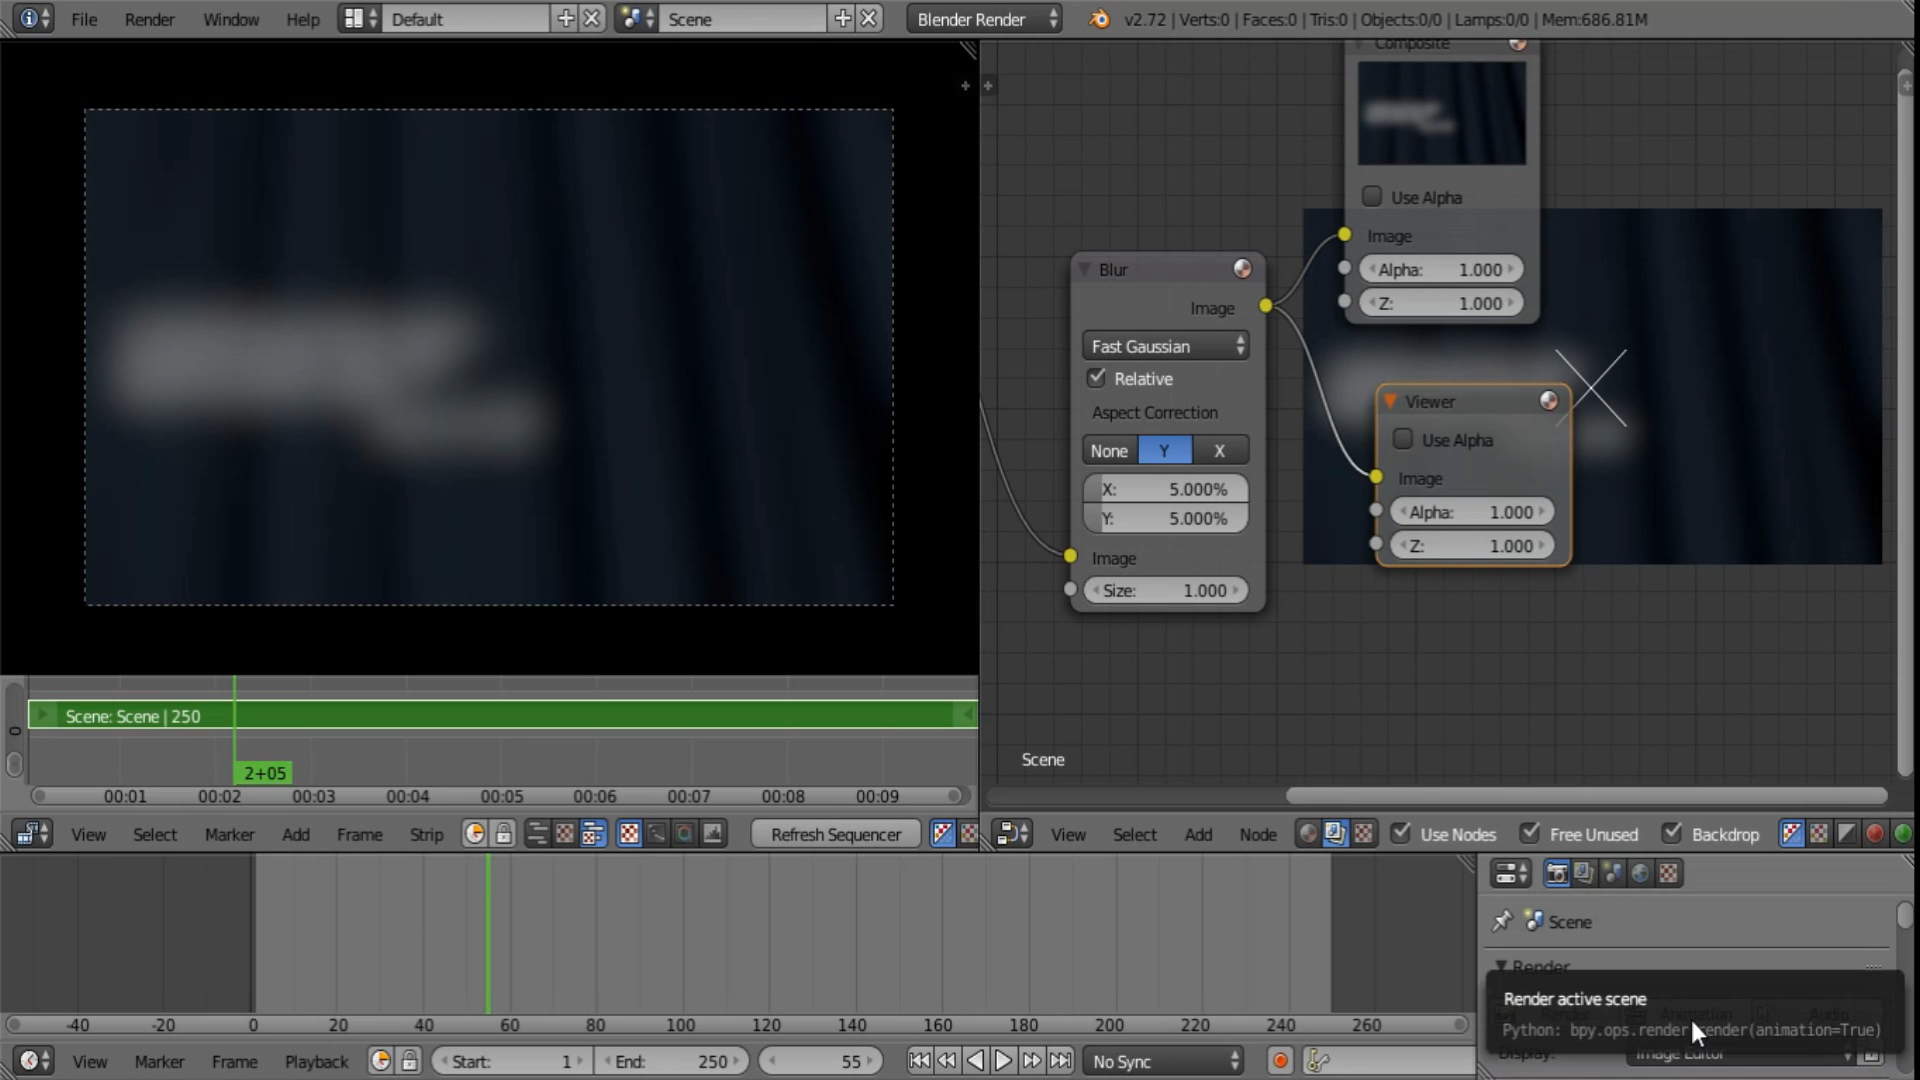 File Render Window Help Default Scene Blender Render v2.72 | Verts:0 | Faces:0 | Tris:0 | Objects:0/0 | Lamps:0/0 | Mem:686.81M
Composite
Use Alpha
Image
Alpha: 1.000
Z: 1.000
Blur
Image
Fast Gaussian
Relative
Aspect Correction
None Y X
X: 5.000%
Y: 5.000%
Image
Size: 1.000
Viewer
Use Alpha
Image
Alpha: 1.000
Z: 1.000
Scene
Scene: Scene | 250
2+05
00:01 00:02 00:03 00:04 00:05 00:06 00:07 00:08 00:09
View Select Marker Add Frame Strip Refresh Sequencer
View Select Add Node Use Nodes Free Unused Backdrop
Scene
Render
Render active scene
Render Animation Audio
Python: bpy.ops.render.render(animation=True)
Display: Image Editor
-40 -20 0 20 40 60 80 100 120 140 160 180 200 220 240 260
View Marker Frame Playback Start: 1 End: 250 55 No Sync